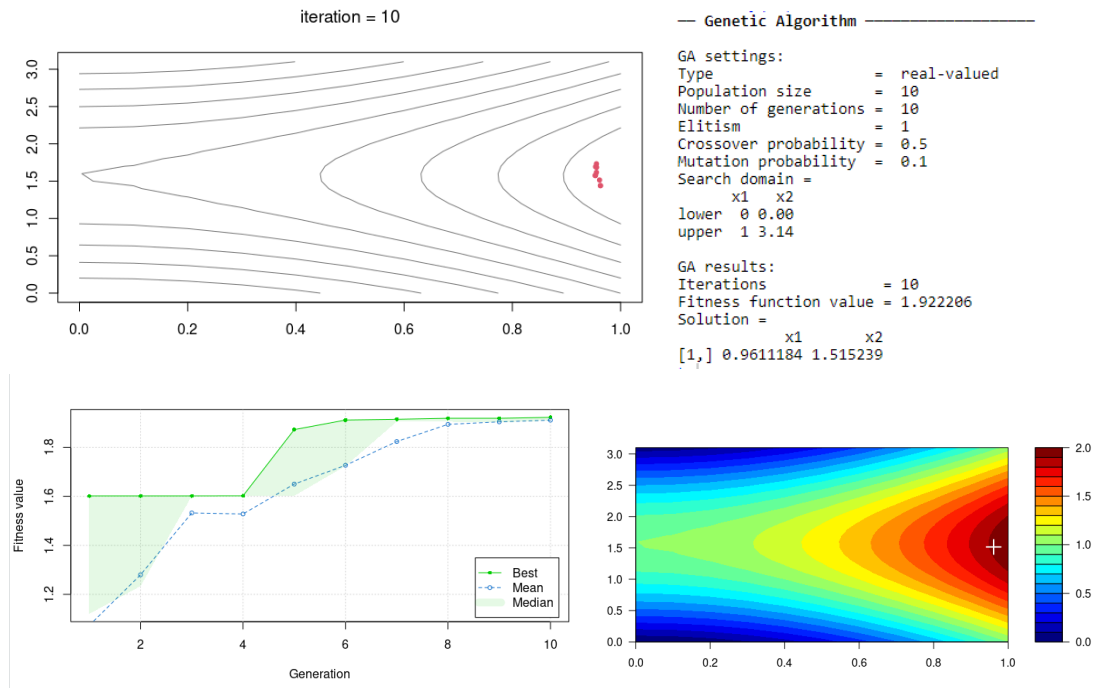 iteration = 10
3.0
2.5
2.0
1.5
1.0
0.5
0.0
0.0 0.2 0.4 0.6 0.8 1.0
── Genetic Algorithm ───────────────────
GA settings:
Type = real-valued
Population size = 10
Number of generations = 10
Elitism = 1
Crossover probability = 0.5
Mutation probability = 0.1
Search domain =
x1 x2
lower 0 0.00
upper 1 3.14
GA results:
Iterations = 10
Fitness function value = 1.922206
Solution =
x1 x2
[1,] 0.9611184 1.515239
Fitness value
1.8
1.6
1.4
1.2
2 4 6 8 10
Generation
Best
Mean
Median
3.0
2.5
2.0
1.5
1.0
0.5
0.0
0.0 0.2 0.4 0.6 0.8 1.0
2.0
1.5
1.0
0.5
0.0